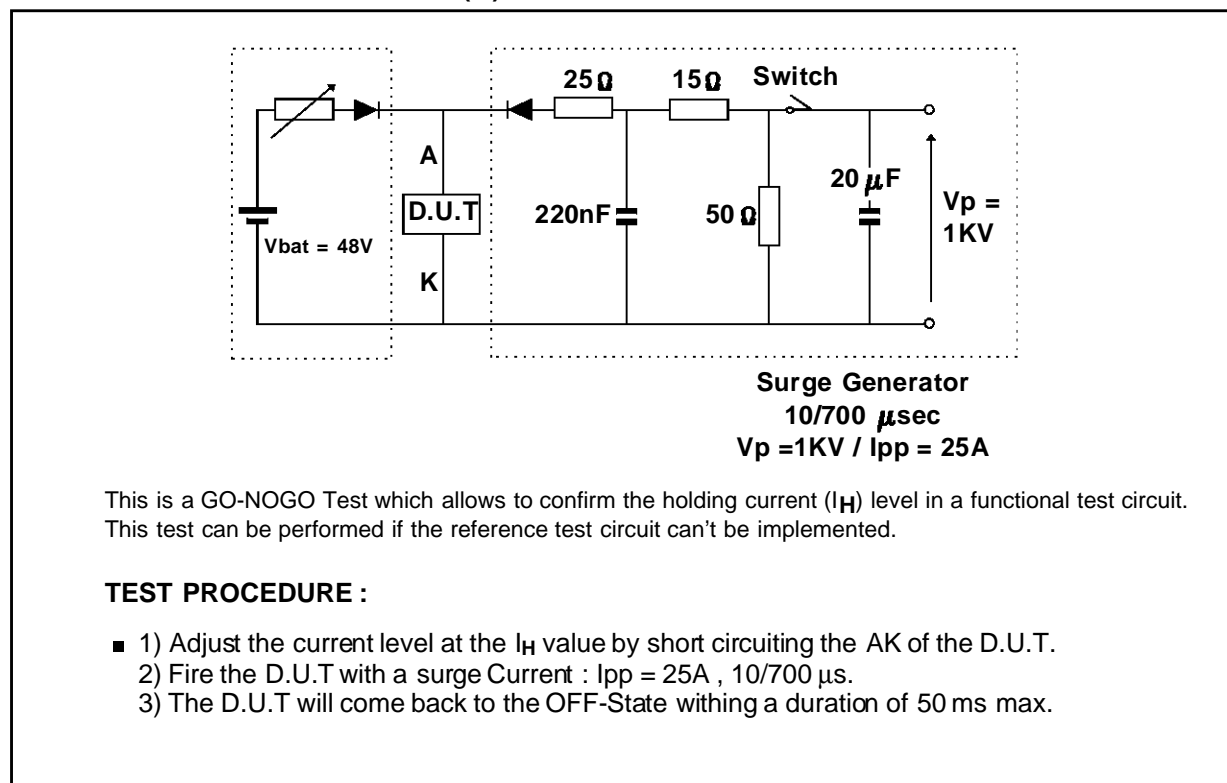 25Ω
15Ω
Switch
A
D.U.T
K
Vbat = 48V
220nF
50Ω
20 μF
Vp =
1KV
Surge Generator
10/700 μsec
Vp =1KV / Ipp = 25A
This is a GO-NOGO Test which allows to confirm the holding current (IH) level in a functional test circuit.
This test can be performed if the reference test circuit can't be implemented.
TEST PROCEDURE :
■ 1) Adjust the current level at the IH value by short circuiting the AK of the D.U.T.
2) Fire the D.U.T with a surge Current : Ipp = 25A , 10/700 μs.
3) The D.U.T will come back to the OFF-State withing a duration of 50 ms max.